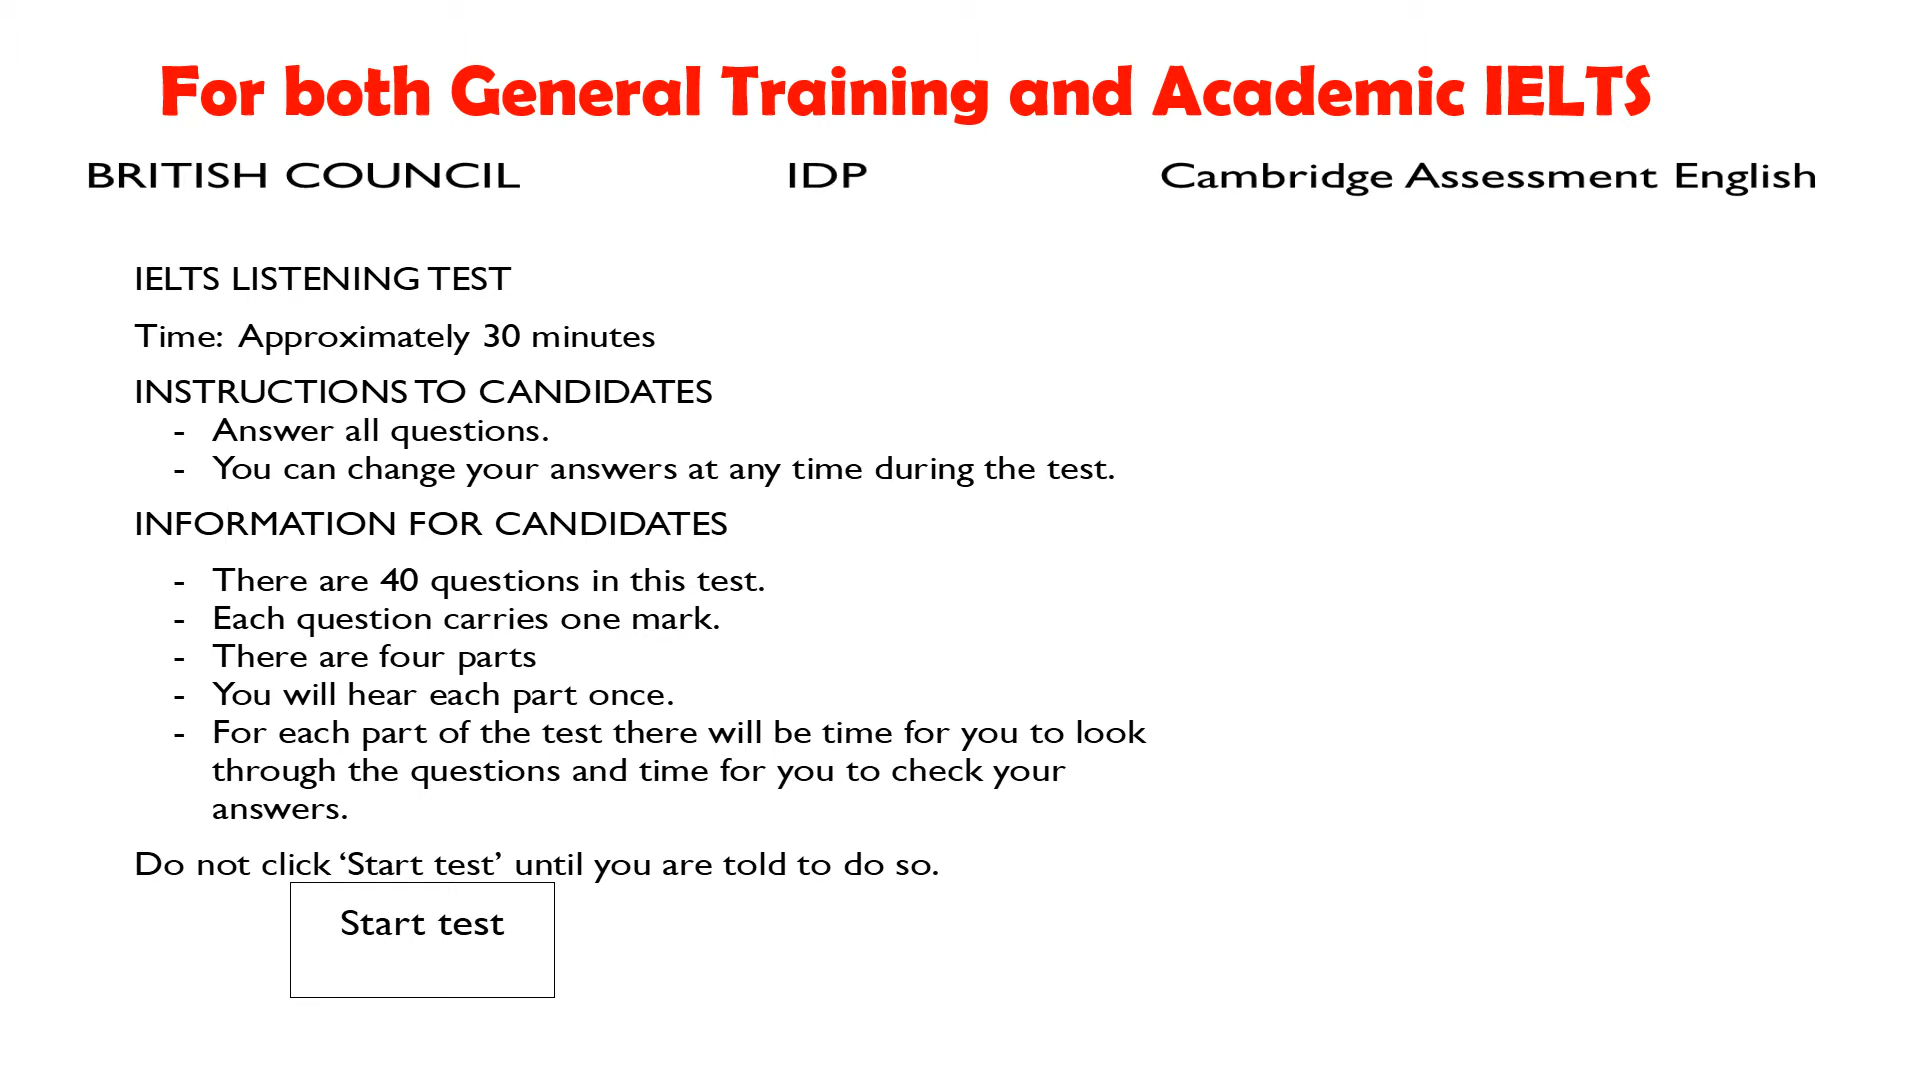 For both General Training and Academic IELTS
BRITISH COUNCIL IDP Cambridge Assessment English
IELTS LISTENING TEST
Time: Approximately 30 minutes
INSTRUCTIONS TO CANDIDATES
- Answer all questions.
- You can change your answers at any time during the test.
INFORMATION FOR CANDIDATES
- There are 40 questions in this test.
- Each question carries one mark.
- There are four parts
- You will hear each part once.
- For each part of the test there will be time for you to look
through the questions and time for you to check your
answers.
Do not click ‘Start test’ until you are told to do so.
Start test